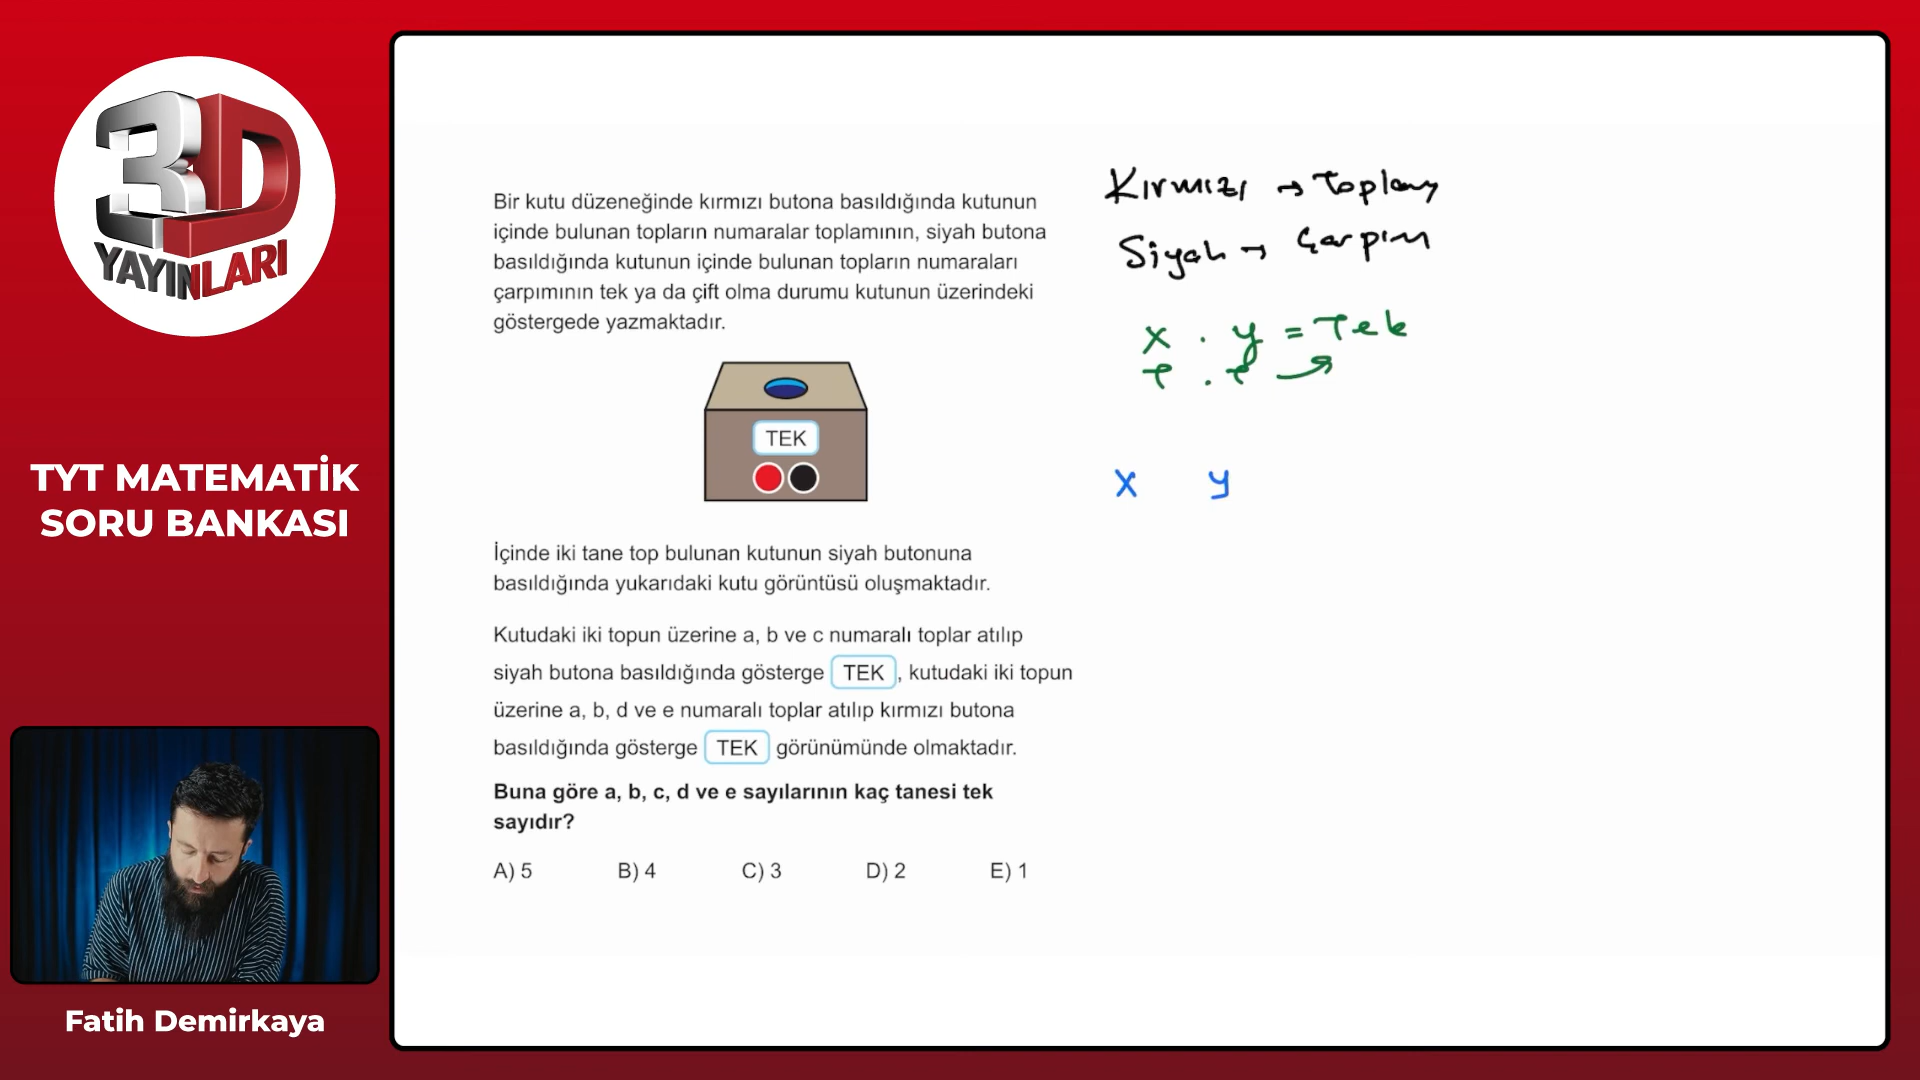 3D
YAYINLARI
TYT MATEMATİK
SORU BANKASI
Fatih Demirkaya
Bir kutu düzeneğinde kırmızı butona basıldığında kutunun
içinde bulunan topların numaralar toplamının, siyah butona
basıldığında kutunun içinde bulunan topların numaraları
çarpımının tek ya da çift olma durumu kutunun üzerindeki
göstergede yazmaktadır.
TEK
İçinde iki tane top bulunan kutunun siyah butonuna
basıldığında yukarıdaki kutu görüntüsü oluşmaktadır.
Kutudaki iki topun üzerine a, b ve c numaralı toplar atılıp
siyah butona basıldığında gösterge TEK , kutudaki iki topun
üzerine a, b, d ve e numaralı toplar atılıp kırmızı butona
basıldığında gösterge TEK görünümünde olmaktadır.
Buna göre a, b, c, d ve e sayılarının kaç tanesi tek
sayıdır?
A) 5 B) 4 C) 3 D) 2 E) 1
Kırmızı → Toplam
Siyah → Çarpım
x . y = Tek
T . T
x y